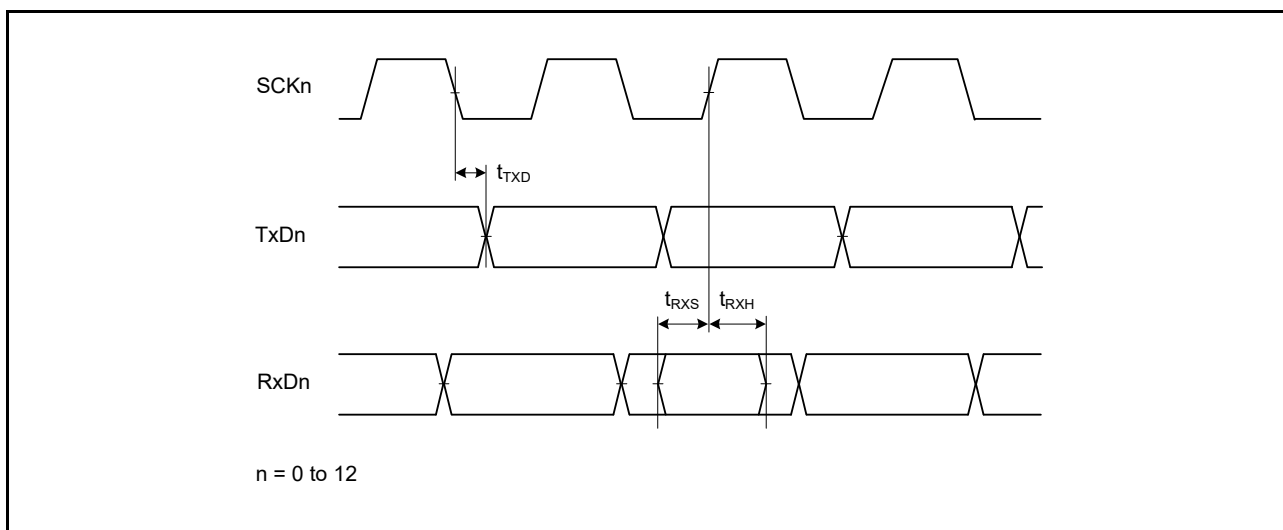 SCKn
tTXD
TxDn
tRXS tRXH
RxDn
n = 0 to 12